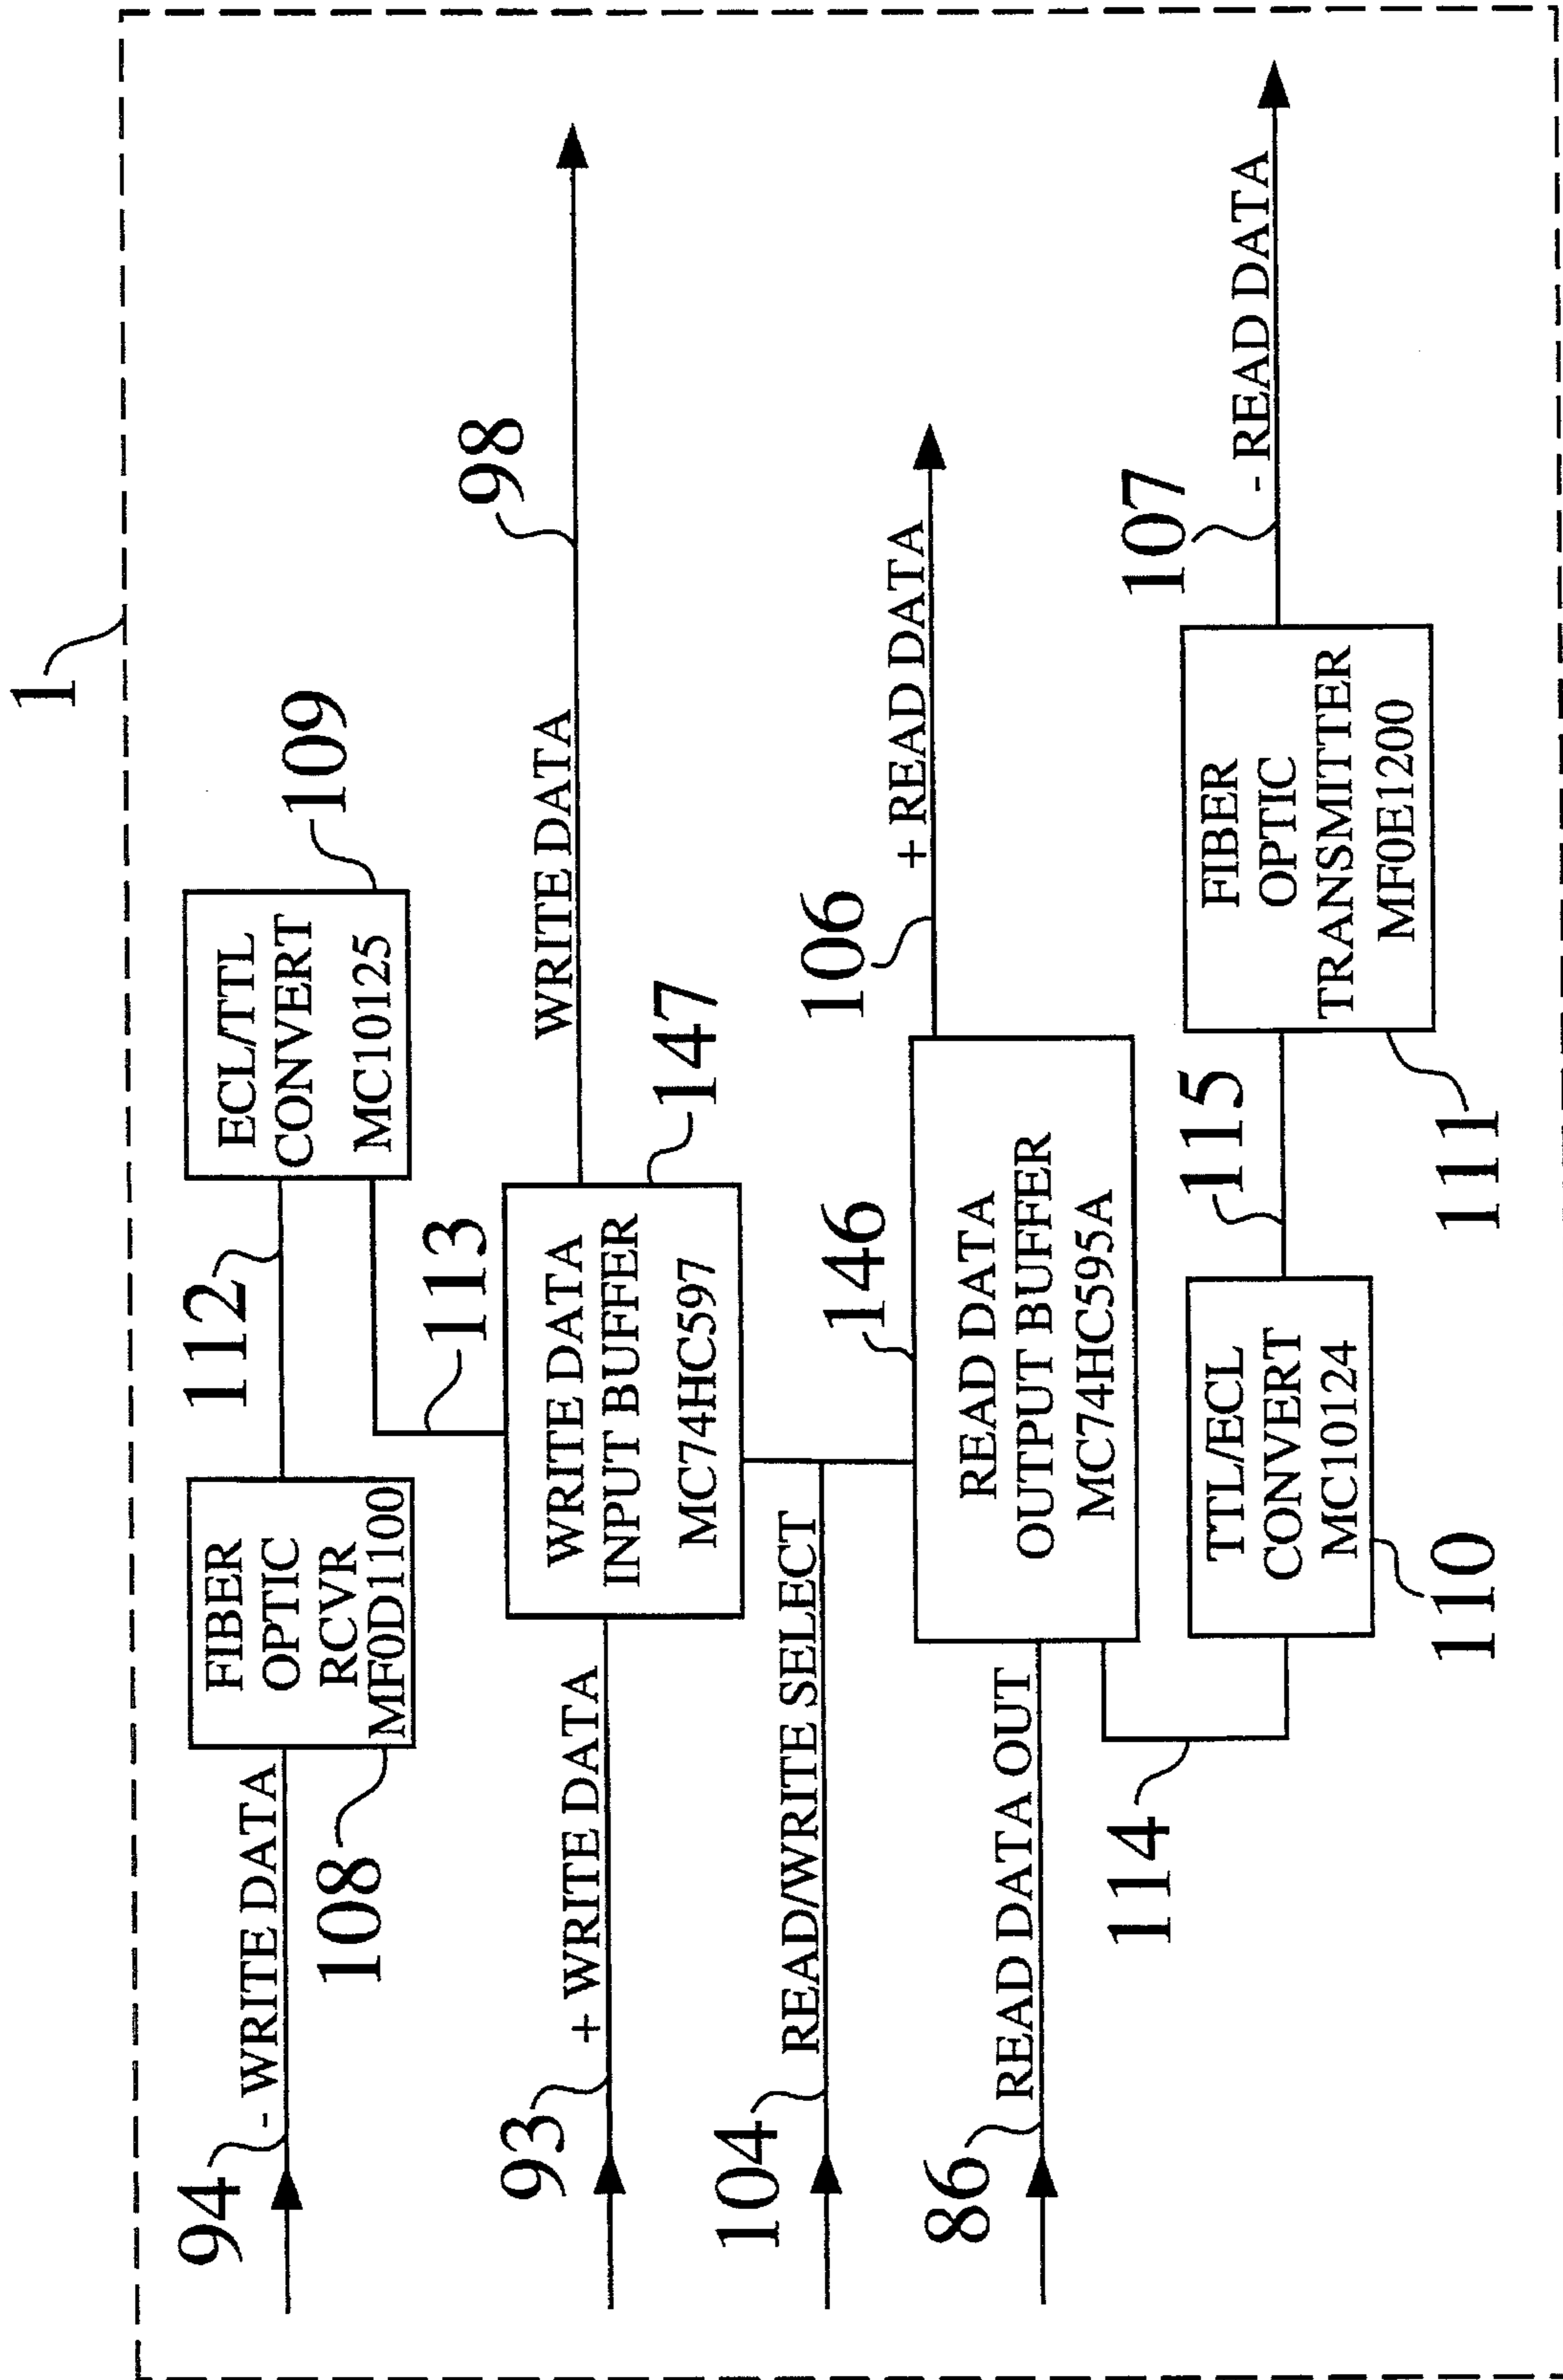 1
94
- WRITE DATA
108
FIBER
OPTIC
RCVR
MF0D1100
112
ECL/TTL
CONVERT
MC10125
109
113
93
+ WRITE DATA
WRITE DATA
INPUT BUFFER
MC74HC597
147
WRITE DATA
98
104
READ/WRITE SELECT
146
86
READ DATA OUT
READ DATA
OUTPUT BUFFER
MC74HC595A
106
+ READ DATA
114
TTL/ECL
CONVERT
MC10124
110
115
FIBER
OPTIC
TRANSMITTER
MF0E1200
111
107
- READ DATA